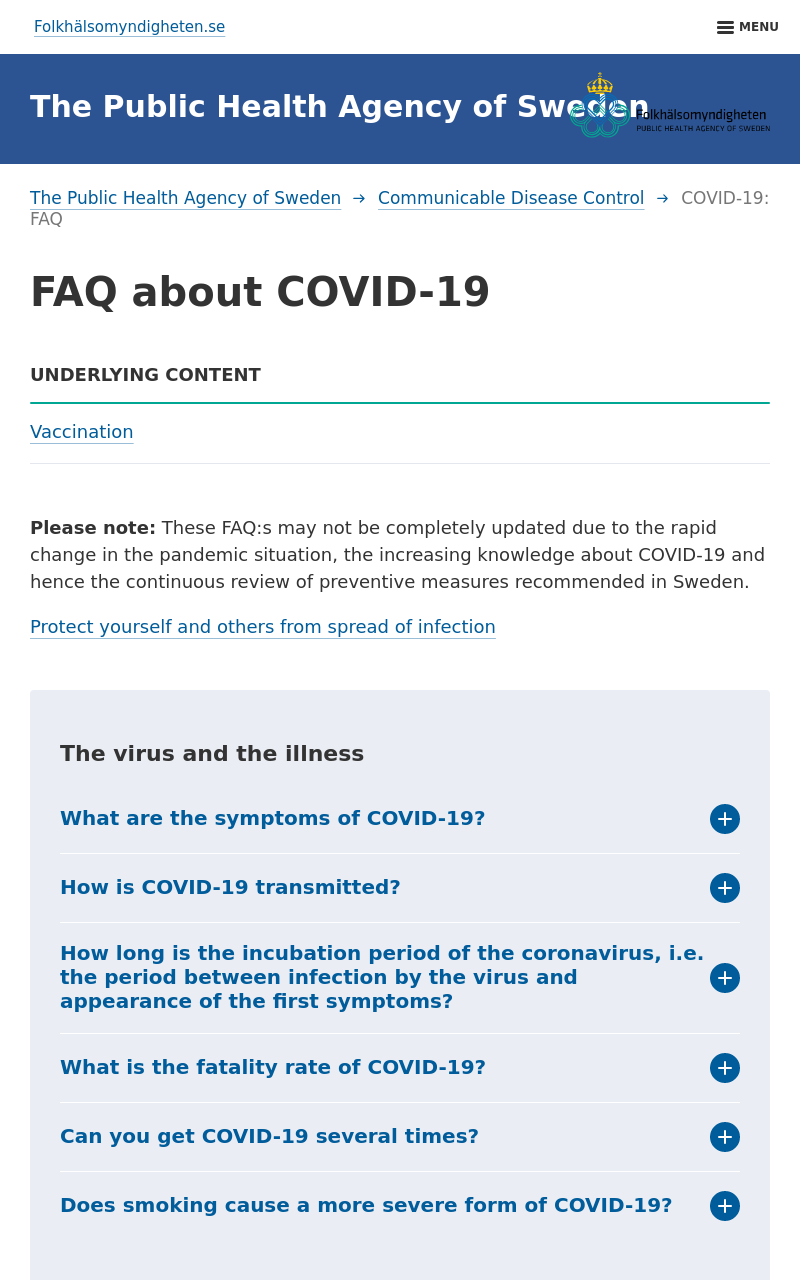 Folkhälsomyndigheten.se
MENU
The Public Health Agency of Sweden
Folkhälsomyndigheten
PUBLIC HEALTH AGENCY OF SWEDEN
The Public Health Agency of Sweden → Communicable Disease Control → COVID-19:
FAQ
FAQ about COVID-19
UNDERLYING CONTENT
Vaccination
Please note: These FAQ:s may not be completely updated due to the rapid
change in the pandemic situation, the increasing knowledge about COVID-19 and
hence the continuous review of preventive measures recommended in Sweden.
Protect yourself and others from spread of infection
The virus and the illness
What are the symptoms of COVID-19?
How is COVID-19 transmitted?
How long is the incubation period of the coronavirus, i.e.
the period between infection by the virus and
appearance of the first symptoms?
What is the fatality rate of COVID-19?
Can you get COVID-19 several times?
Does smoking cause a more severe form of COVID-19?